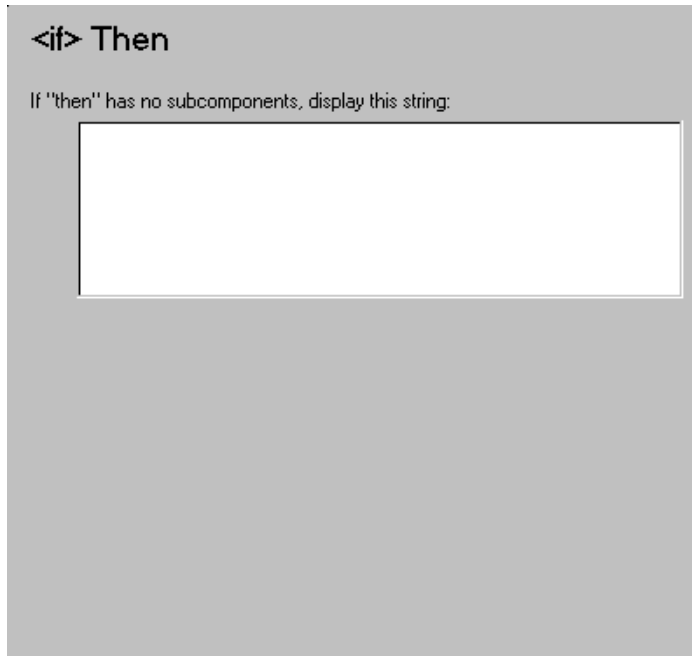 <if> Then
If "then" has no subcomponents, display this string: